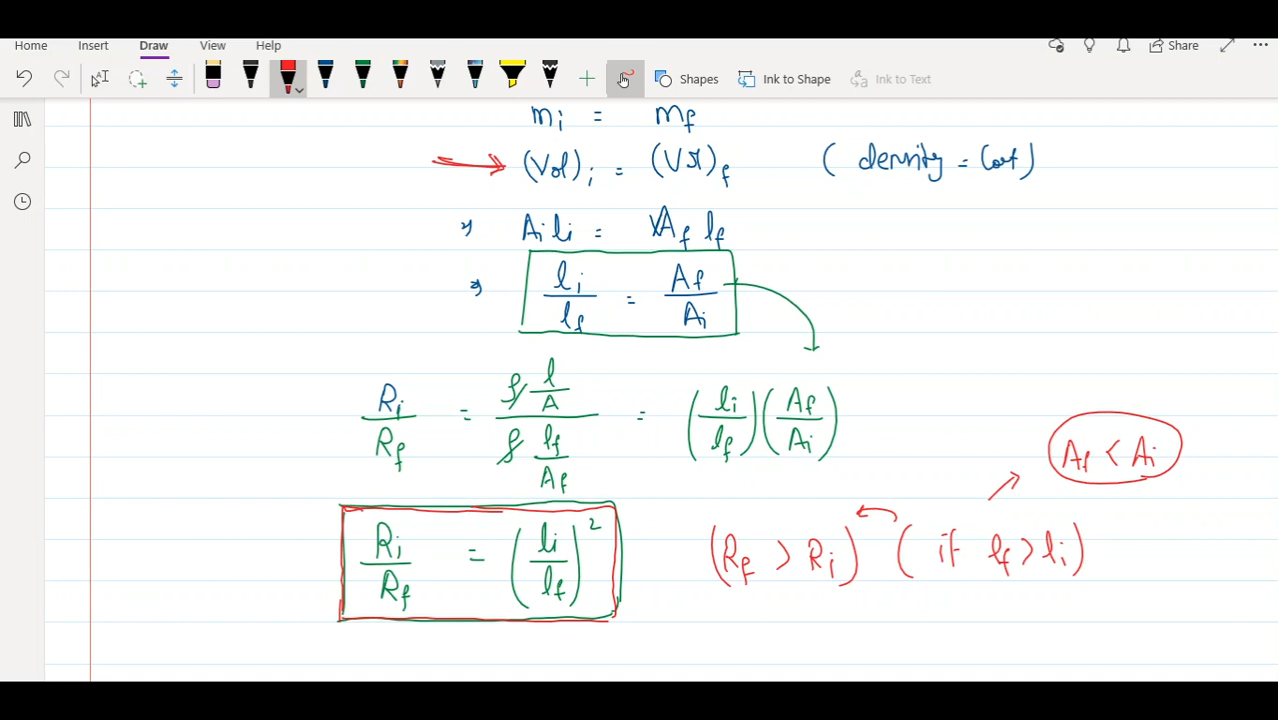 Home Insert Draw View Help Share
Shapes Ink to Shape Ink to Text
mi = mf
(Vol)i = (Vol)f ( density = Cost)
⇒ Ai li = Af lf
⇒ li/lf = Af/Ai
Ri/Rf = (ρ l/A)/(ρ lf/Af) = (li/lf)(Af/Ai)
Af < Ai
Ri/Rf = (li/lf)² (Rf > Ri) ( if lf > li)